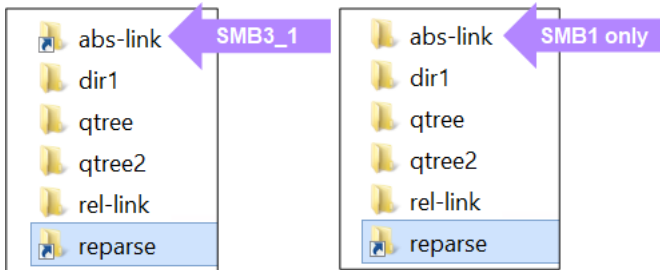 abs-link
SMB3_1
dir1
qtree
qtree2
rel-link
reparse
abs-link
SMB1 only
dir1
qtree
qtree2
rel-link
reparse